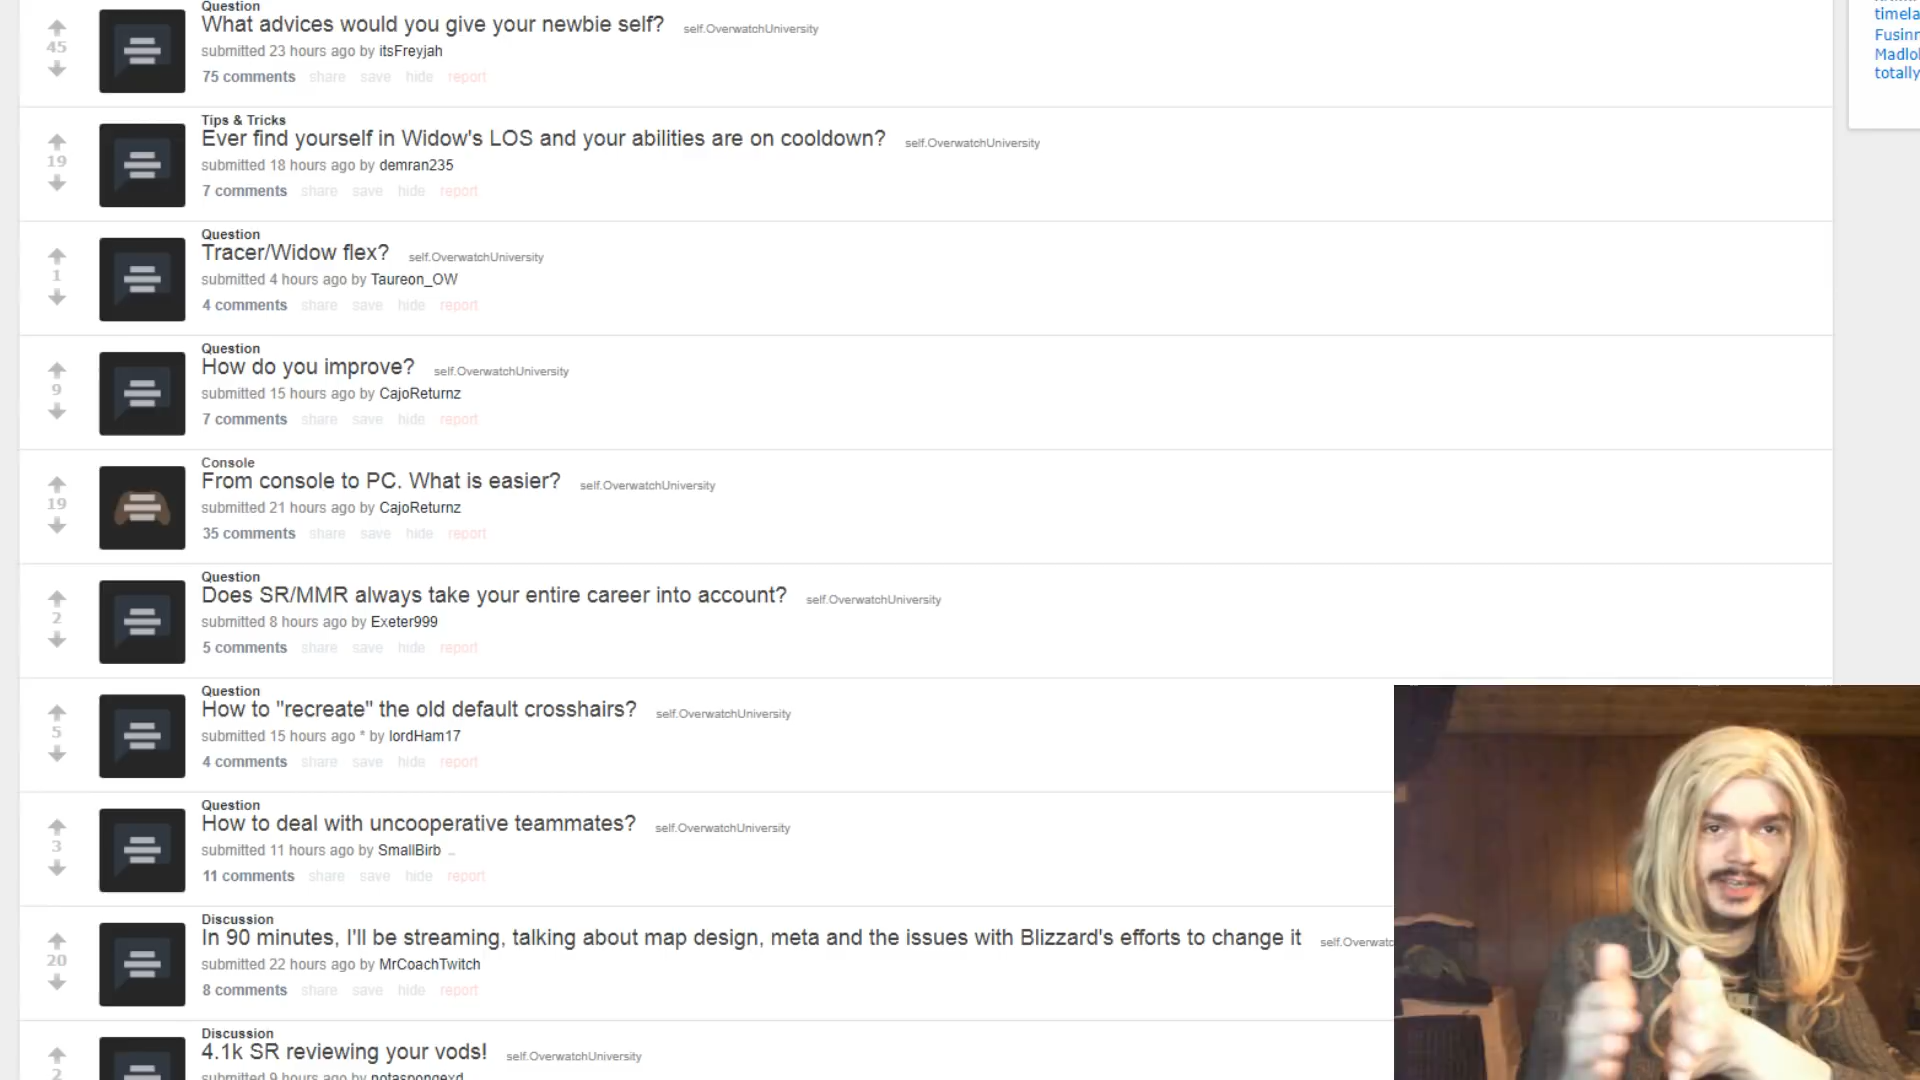 Question
What advices would you give your newbie self? self.OverwatchUniversity
45
submitted 23 hours ago by itsFreyjah
75 comments share save hide report
Tips & Tricks
Ever find yourself in Widow's LOS and your abilities are on cooldown? self.OverwatchUniversity
19
submitted 18 hours ago by demran235
7 comments share save hide report
Question
Tracer/Widow flex? self.OverwatchUniversity
1
submitted 4 hours ago by Taureon_OW
4 comments share save hide report
Question
How do you improve? self.OverwatchUniversity
9
submitted 15 hours ago by CajoReturnz
7 comments share save hide report
Console
From console to PC. What is easier? self.OverwatchUniversity
19
submitted 21 hours ago by CajoReturnz
35 comments share save hide report
Question
Does SR/MMR always take your entire career into account? self.OverwatchUniversity
2
submitted 8 hours ago by Exeter999
5 comments share save hide report
Question
How to "recreate" the old default crosshairs? self.OverwatchUniversity
5
submitted 15 hours ago * by lordHam17
4 comments share save hide report
Question
How to deal with uncooperative teammates? self.OverwatchUniversity
3
submitted 11 hours ago by SmallBirb
11 comments share save hide report
Discussion
In 90 minutes, I'll be streaming, talking about map design, meta and the issues with Blizzard's efforts to change it self.Overwatc
20
submitted 22 hours ago by MrCoachTwitch
8 comments share save hide report
Discussion
4.1k SR reviewing your vods! self.OverwatchUniversity
2
submitted 9 hours ago by notaspongexd
timela
Fusinn
Madlol
totally